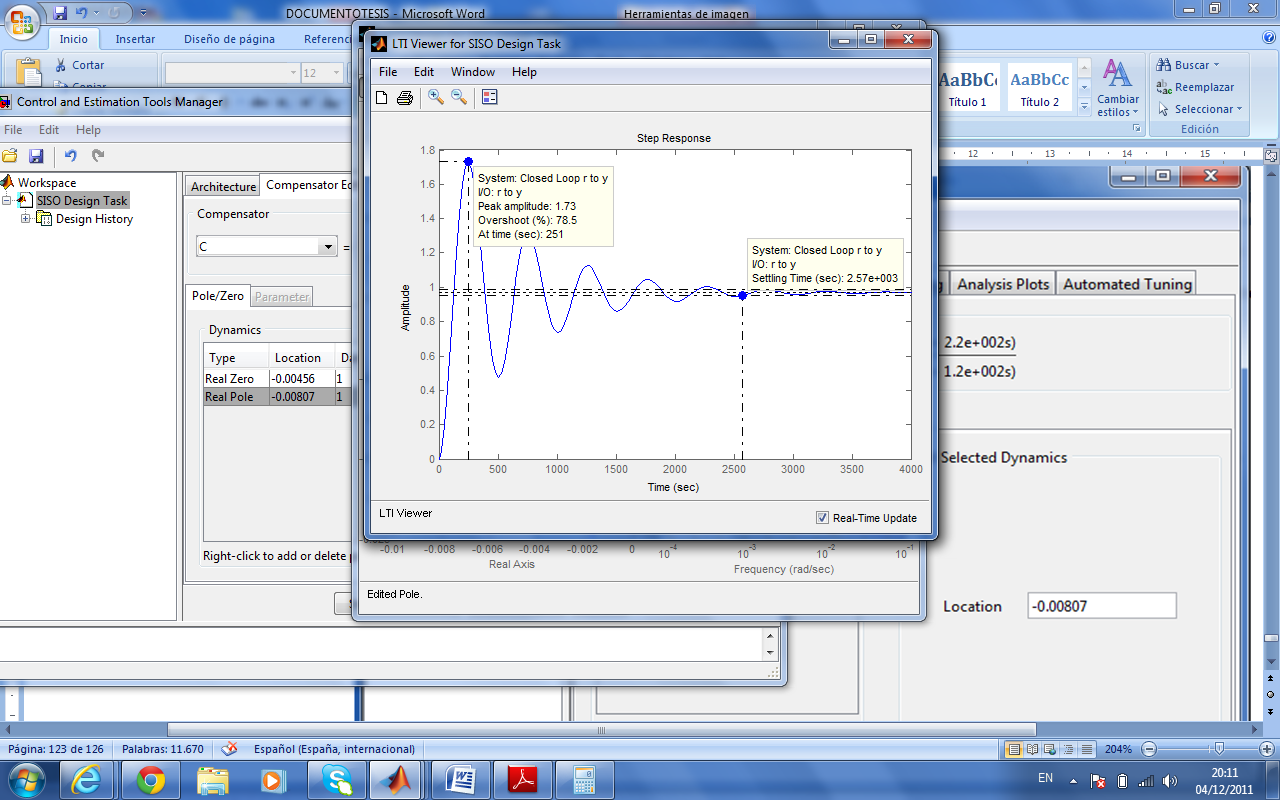 DOCUMENTOTESIS - Microsoft Word
Herramientas de imagen
Inicio
Insertar
Diseño de página
Cortar
12
AaBbCc
Título 1
AaBbCc
Título 2
Cambiar estilos
Buscar
Reemplazar
Seleccionar
Edición
12 13 14 15
Control and Estimation Tools Manager
File Edit Help
Workspace
SISO Design Task
Design History
Architecture
Compensator
C
=
Pole/Zero
Parameter
Dynamics
Type Location
Real Zero -0.00456 1
Real Pole -0.00807 1
Right-click to add or delete
LTI Viewer for SISO Design Task
File Edit Window Help
Step Response
Amplitude
1.8
1.6
1.4
1.2
1
0.8
0.6
0.4
0.2
0
System: Closed Loop r to y
I/O: r to y
Peak amplitude: 1.73
Overshoot (%): 78.5
At time (sec): 251
System: Closed Loop r to y
I/O: r to y
Settling Time (sec): 2.57e+003
0 500 1000 1500 2000 2500 3000 3500 4000
Time (sec)
LTI Viewer
Real-Time Update
-0.01 -0.008 -0.006 -0.004 -0.002 0
Real Axis
10^-4 10^-3 10^-2 10^-1
Frequency (rad/sec)
Edited Pole.
Analysis Plots
Automated Tuning
2.2e+002s)
1.2e+002s)
Selected Dynamics
Location -0.00807
Página: 123 de 126
Palabras: 11.670
Español (España, internacional)
204%
EN
20:11
04/12/2011